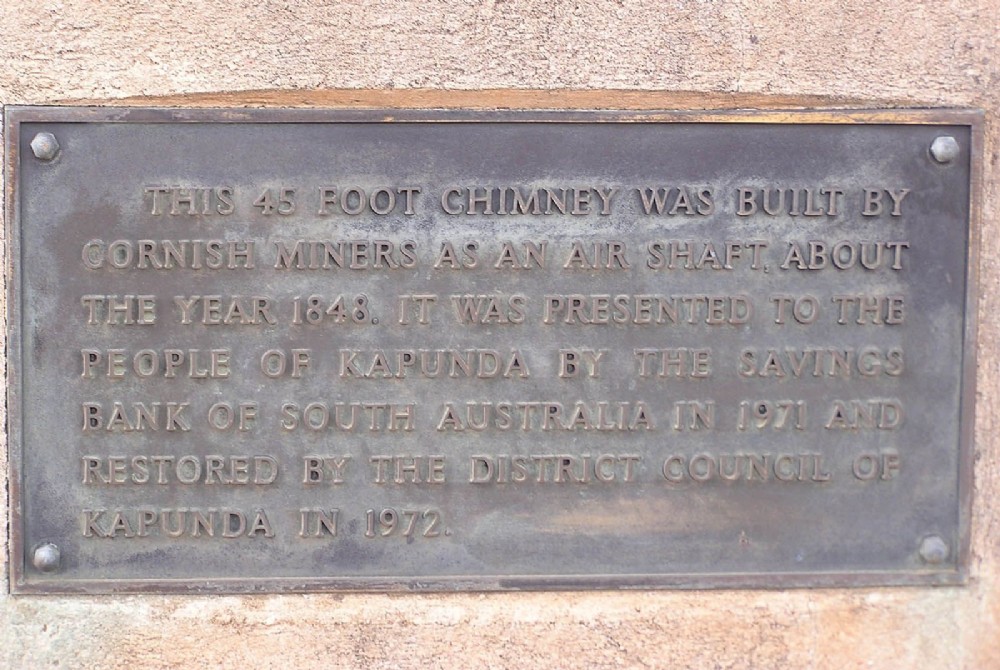 THIS 45 FOOT CHIMNEY WAS BUILT BY
CORNISH MINERS AS AN AIR SHAFT, ABOUT
THE YEAR 1848. IT WAS PRESENTED TO THE
PEOPLE OF KAPUNDA BY THE SAVINGS
BANK OF SOUTH AUSTRALIA IN 1971 AND
RESTORED BY THE DISTRICT COUNCIL OF
KAPUNDA IN 1972.